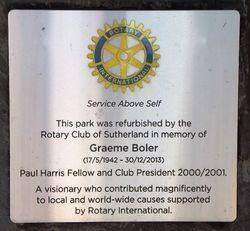 ROTARY
INTERNATIONAL
Service Above Self
This park was refurbished by the
Rotary Club of Sutherland in memory of
Graeme Boler
(17/5/1942 – 30/12/2013)
Paul Harris Fellow and Club President 2000/2001.
A visionary who contributed magnificently
to local and world-wide causes supported
by Rotary International.